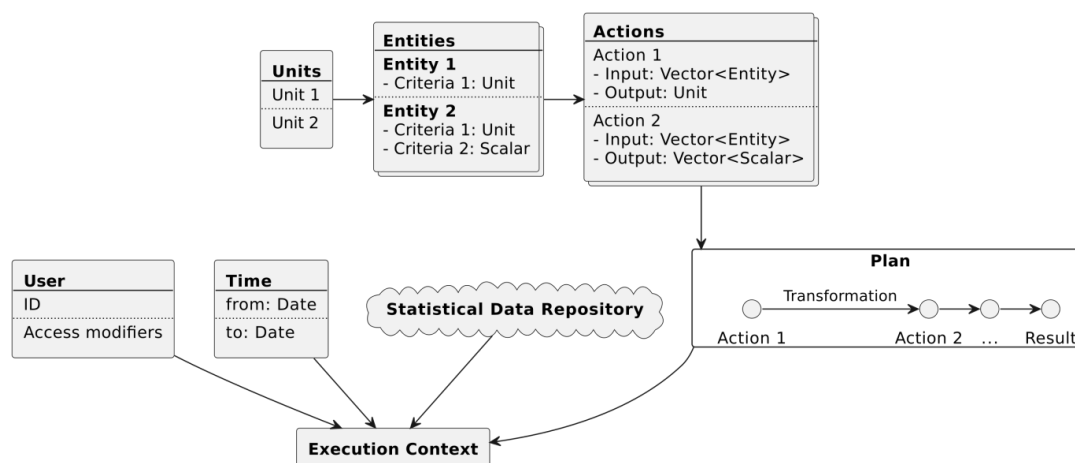 Units
Unit 1
Unit 2
Entities
Entity 1
- Criteria 1: Unit
Entity 2
- Criteria 1: Unit
- Criteria 2: Scalar
Actions
Action 1
- Input: Vector<Entity>
- Output: Unit
Action 2
- Input: Vector<Entity>
- Output: Vector<Scalar>
User
ID
Access modifiers
Time
from: Date
to: Date
Statistical Data Repository
Plan
Transformation
Action 1
Action 2
...
Result
Execution Context